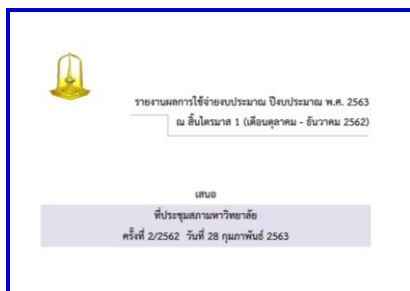 รายงานผลการใช้จ่ายงบประมาณ ปีงบประมาณ พ.ศ. 2563
ณ สิ้นไตรมาส 1 (เดือนตุลาคม - ธันวาคม 2562)
เสนอ
ที่ประชุมสภามหาวิทยาลัย
ครั้งที่ 2/2562 วันที่ 28 กุมภาพันธ์ 2563